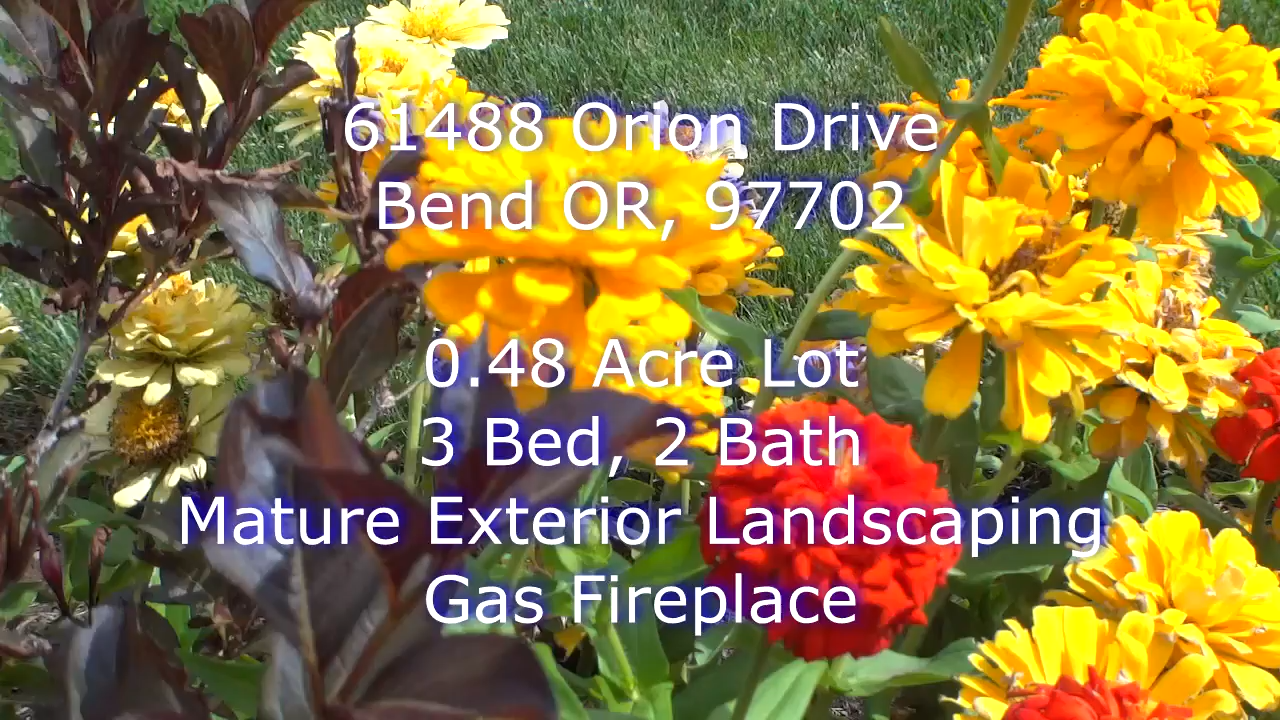 61488 Orion Drive
Bend OR, 97702
0.48 Acre Lot
3 Bed, 2 Bath
Mature Exterior Landscaping
Gas Fireplace